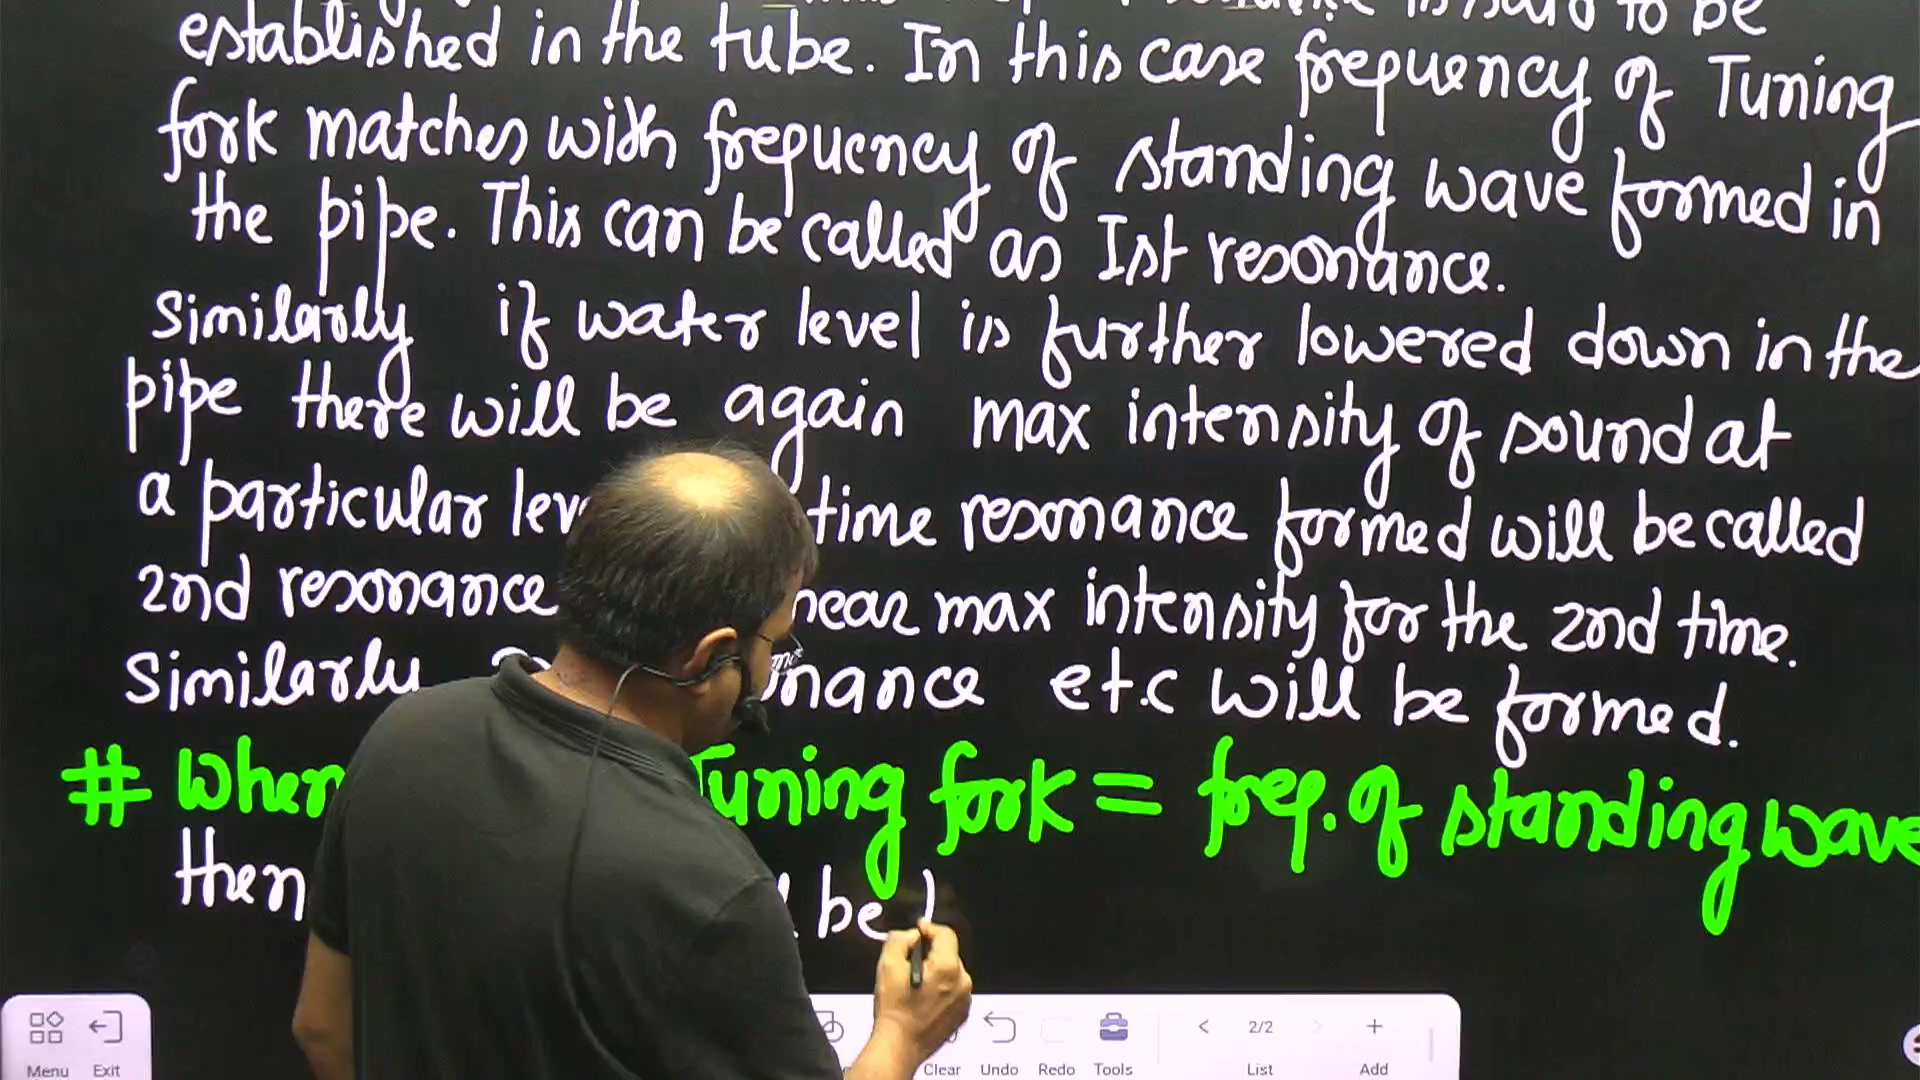 is said to be
established in the tube. In this case frequency of Tuning
fork matches with frequency of standing wave formed in
the pipe. This can be called as Ist resonance.
Similarly if water level is further lowered down in the
pipe there will be again max intensity of sound at
a particular time resonance formed will be called
2nd resonance max intensity for the 2nd time.
Similarly etc will be formed.
# When Tuning fork = freq. of standing wave
then be
Menu Exit Clear Undo Redo Tools < 2/2 > List + Add